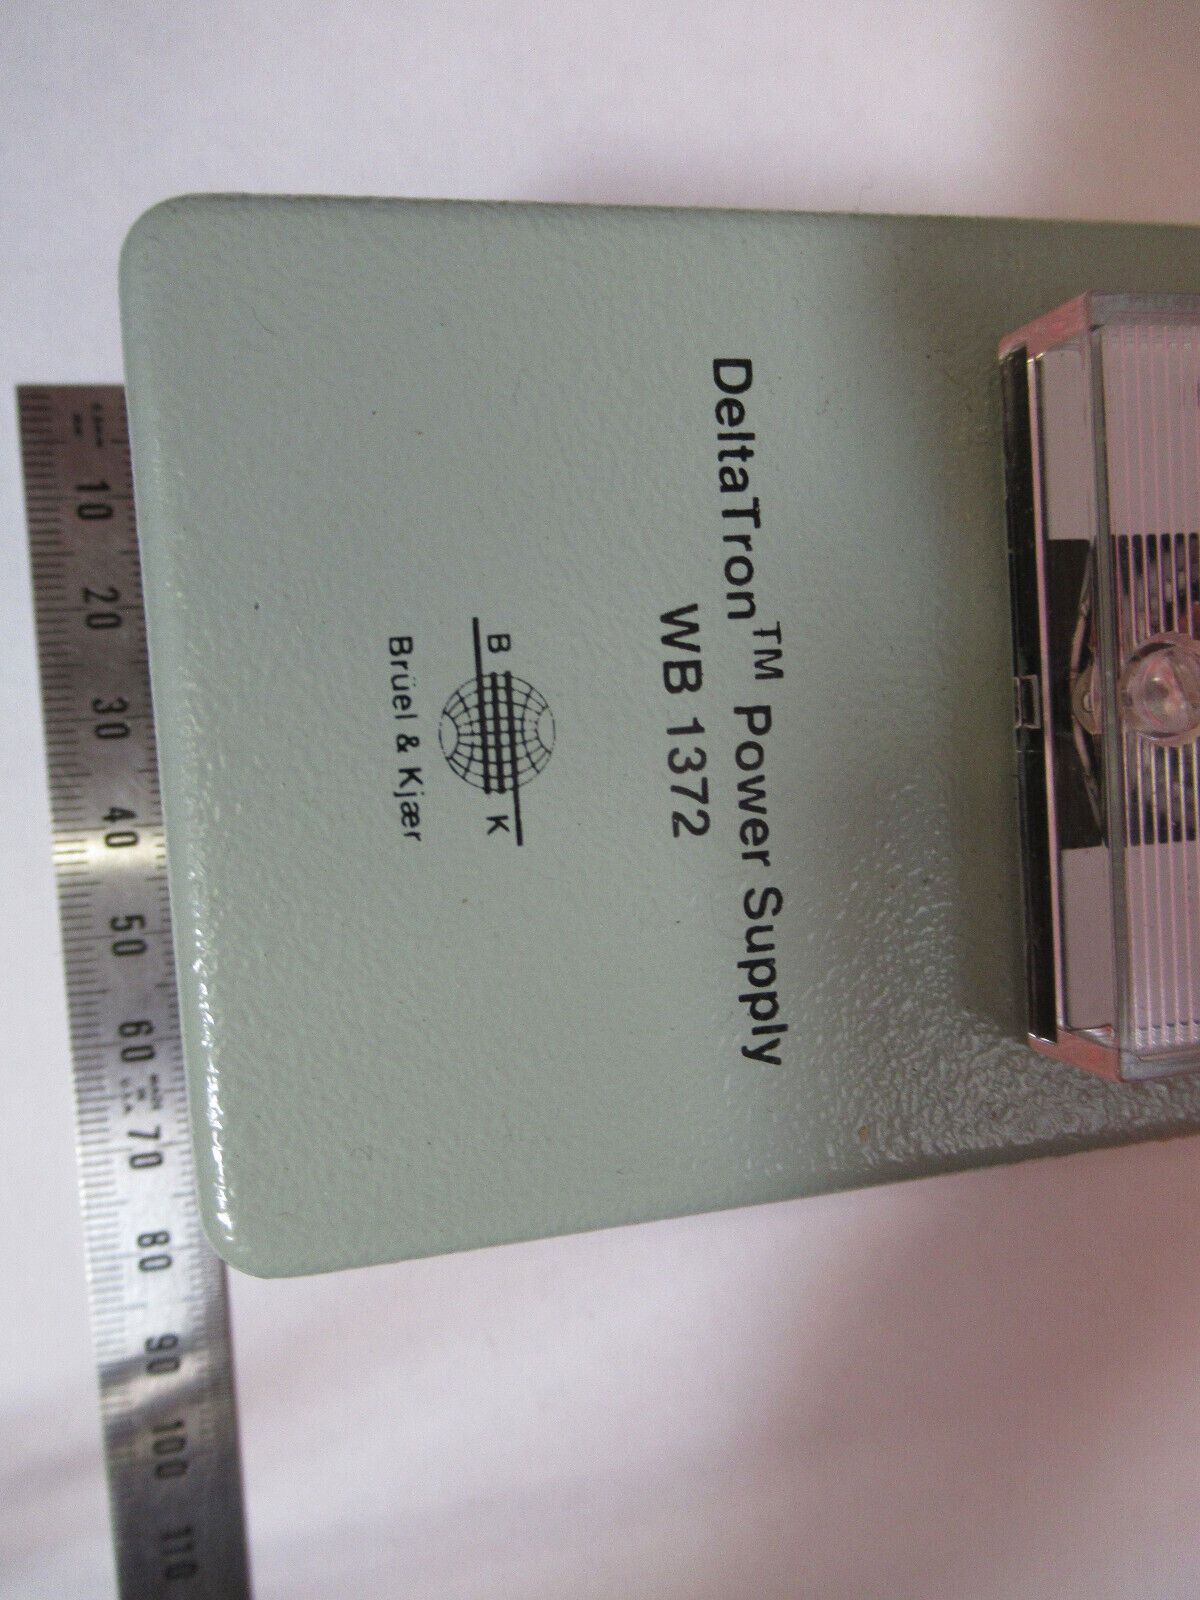 DeltaTron™ Power Supply
WB 1372
B K
Brüel & Kjær
10 20 30 40 50 60 70 80 90 100 110